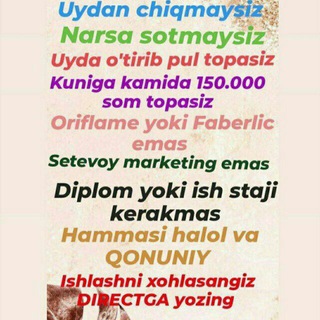 Uydan chiqmaysiz
Narsa sotmaysiz
Uyda o'tirib pul topasiz
Kuniga kamida 150.000
som topasiz
Oriflame yoki Faberlic
emas
Setevoy marketing emas
Diplom yoki ish staji
kerakmas
Hammasi halol va
QONUNIY
Ishlashni xohlasangiz
DIRECTGA yozing